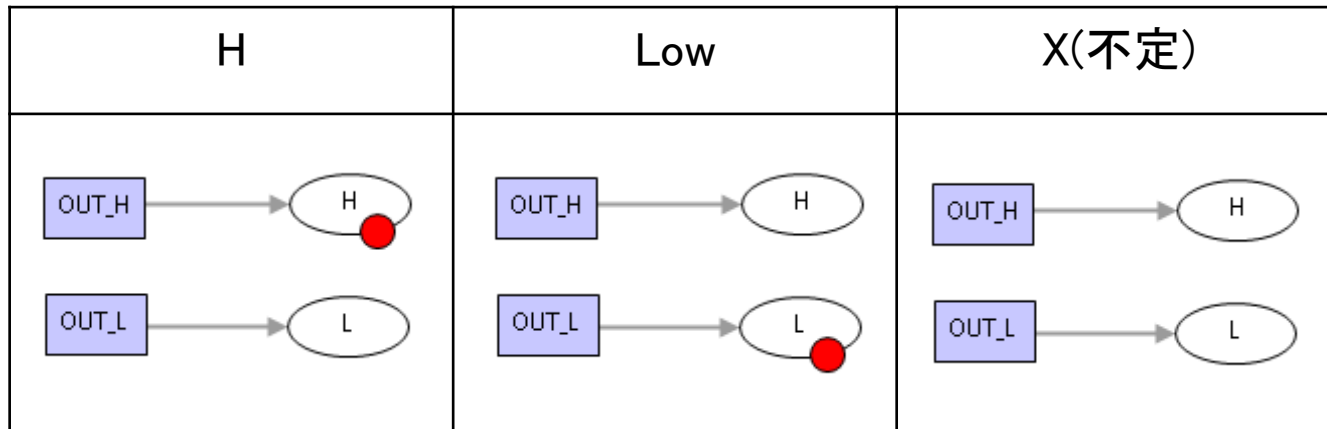 H Low X(不定)
OUT_H H OUT_H H OUT_H H
OUT_L L OUT_L L OUT_L L